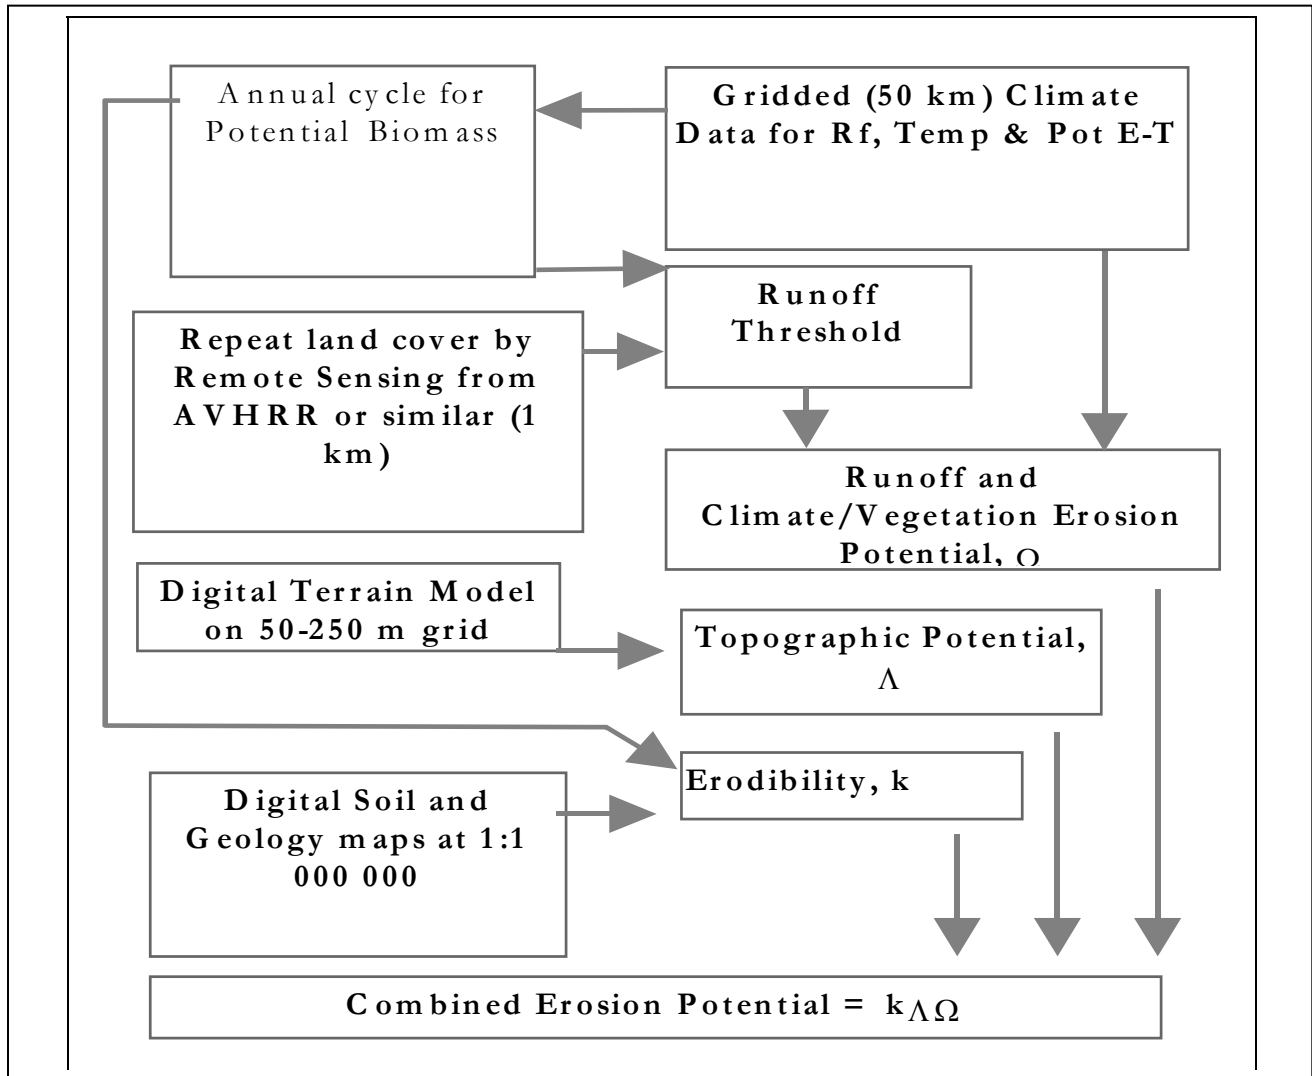 Annual cycle for
Potential Biomass
Gridded (50 km) Climate
Data for Rf, Temp & Pot E-T
Runoff
Threshold
Repeat land cover by
Remote Sensing from
AVHRR or similar (1
km)
Runoff and
Climate/Vegetation Erosion
Potential, Ω
Digital Terrain Model
on 50-250 m grid
Topographic Potential,
Λ
Erodibility, k
Digital Soil and
Geology maps at 1:1
000 000
Combined Erosion Potential = kΛΩ